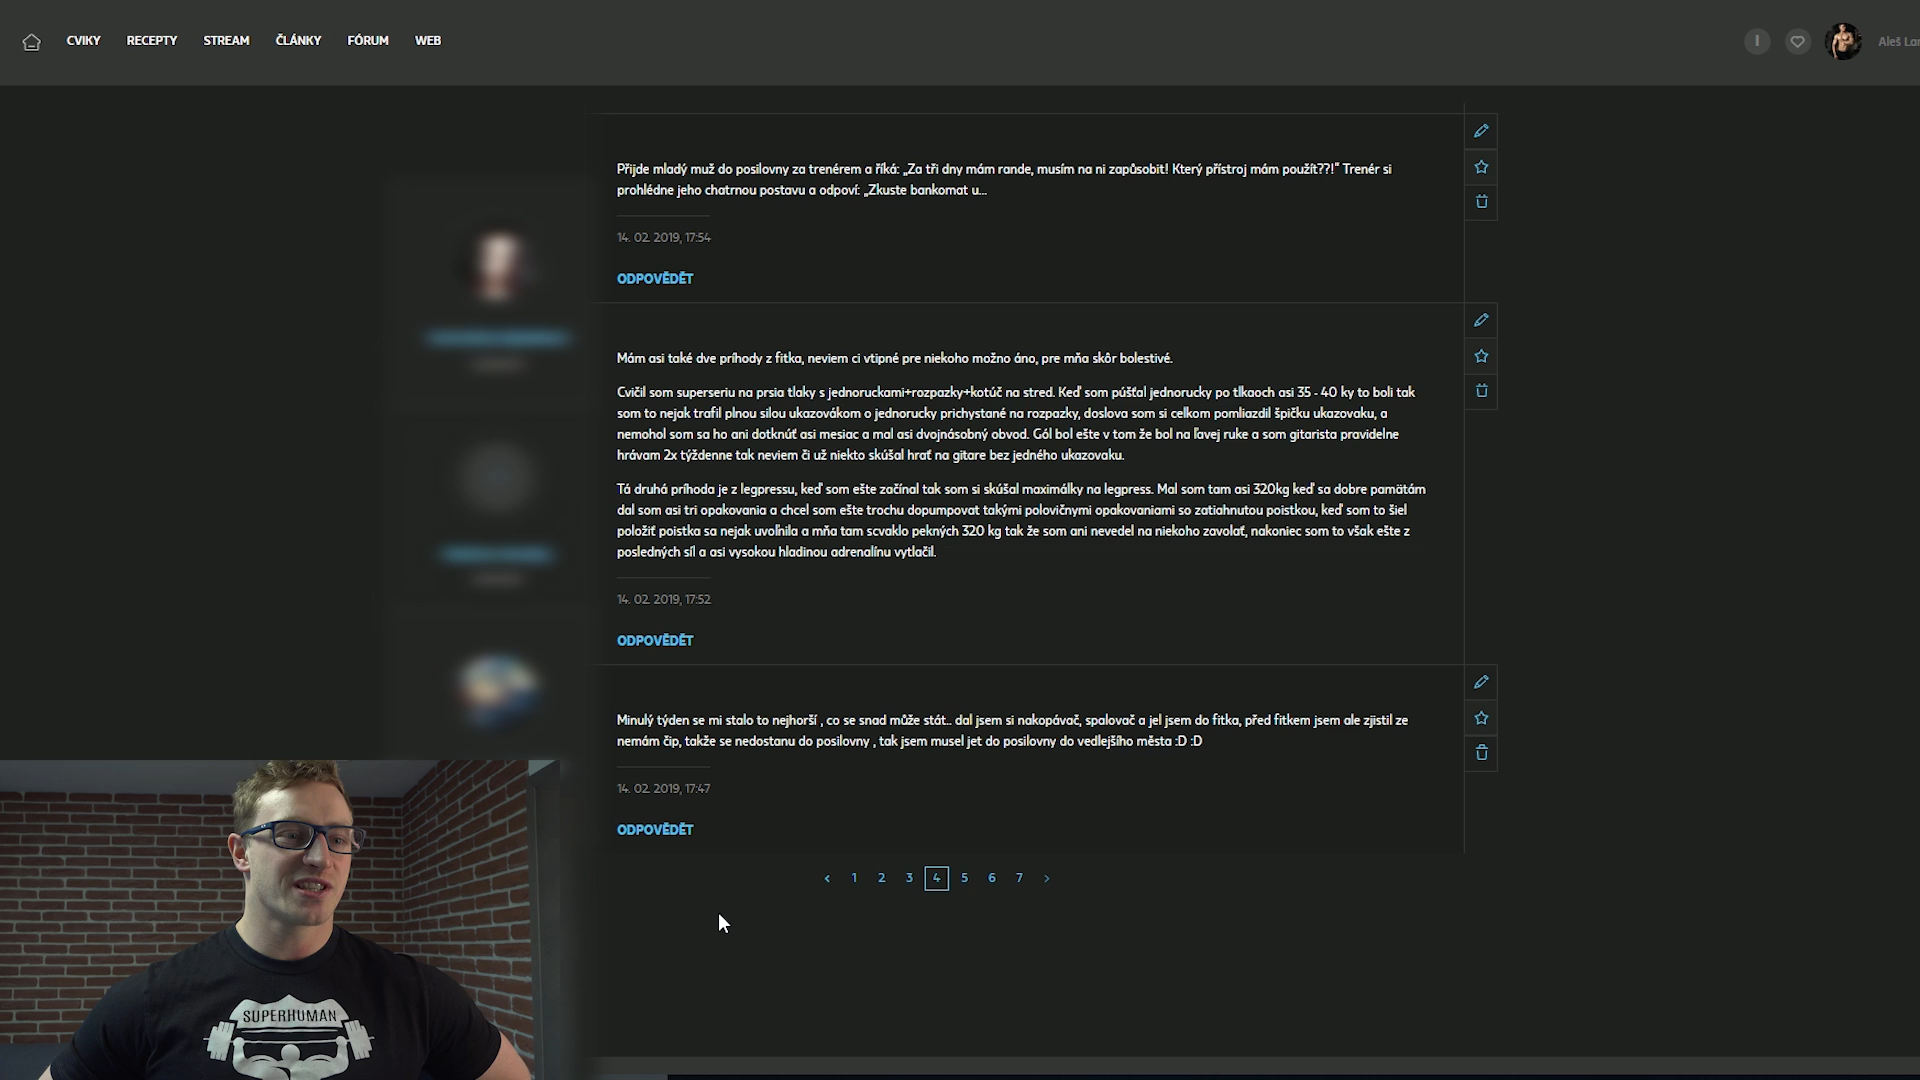 CVIKY RECEPTY STREAM ČLÁNKY FÓRUM WEB
Aleš Lar
Přijde mladý muž do posilovny za trenérem a říká: „Za tři dny mám rande, musím na ni zapůsobit! Který přístroj mám použít??!" Trenér si
prohlédne jeho chatrnou postavu a odpoví: „Zkuste bankomat u...
14. 02. 2019, 17:54
ODPOVĚDĚT
Mám asi také dve príhody z fitka, neviem ci vtipné pre niekoho možno áno, pre mňa skôr bolestivé.
Cvičil som superseriu na prsia tlaky s jednoruckami+rozpazky+kotúč na stred. Keď som púšťal jednorucky po tlkaoch asi 35 - 40 ky to boli tak
som to nejak trafil plnou silou ukazovákom o jednorucky prichystané na rozpazky, doslova som si celkom pomliazdil špičku ukazovaku, a
nemohol som sa ho ani dotknúť asi mesiac a mal asi dvojnásobný obvod. Gól bol ešte v tom že bol na ľavej ruke a som gitarista pravidelne
hrávam 2x týždenne tak neviem či už niekto skúšal hrať na gitare bez jedného ukazovaku.
Tá druhá príhoda je z legpressu, keď som ešte začínal tak som si skúšal maximálky na legpress. Mal som tam asi 320kg keď sa dobre pamätám
dal som asi tri opakovania a chcel som ešte trochu dopumpovat takými polovičnymi opakovaniami so zatiahnutou poistkou, keď som to šiel
položiť poistka sa nejak uvoľnila a mňa tam scvaklo pekných 320 kg tak že som ani nevedel na niekoho zavolať, nakoniec som to však ešte z
posledných síl a asi vysokou hladinou adrenalínu vytlačil.
14. 02. 2019, 17:52
ODPOVĚDĚT
Minulý týden se mi stalo to nejhorší , co se snad může stát.. dal jsem si nakopávač, spalovač a jel jsem do fitka, před fitkem jsem ale zjistil ze
nemám čip, takže se nedostanu do posilovny , tak jsem musel jet do posilovny do vedlejšího města :D :D
14. 02. 2019, 17:47
ODPOVĚDĚT
‹ 1 2 3 4 5 6 7 ›
SUPERHUMAN